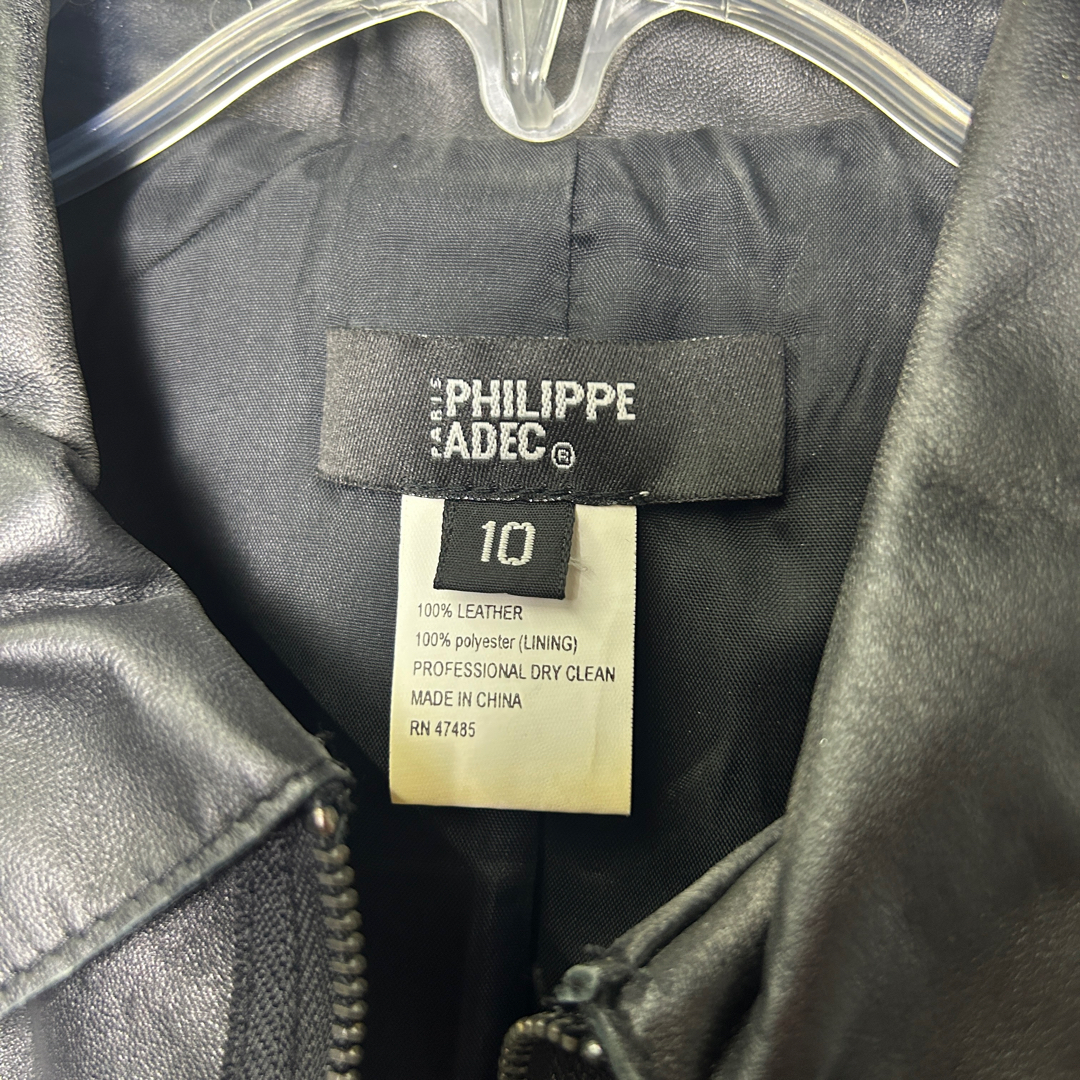 PARIS
PHILIPPE
ADEC®
10
100% LEATHER
100% polyester (LINING)
PROFESSIONAL DRY CLEAN
MADE IN CHINA
RN 47485